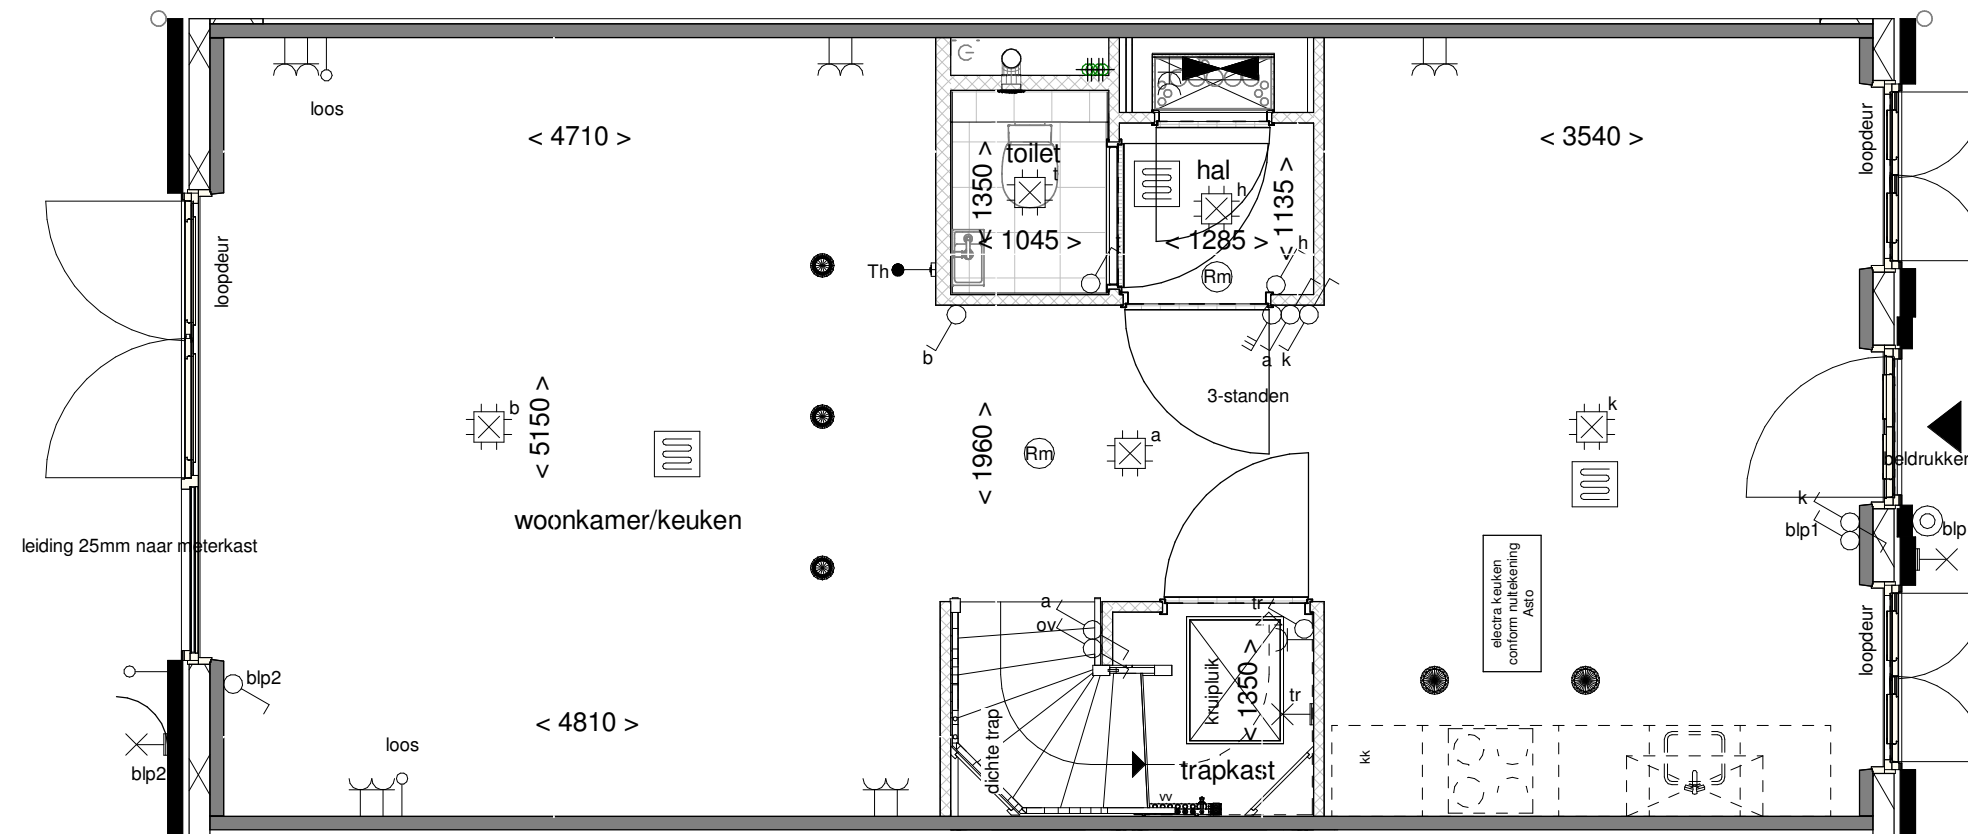 loos
< 4710 >
< 3540 >
loopdeur
loopdeur
toilet
t
< 1350 >
< 1045 >
hal
h
< 1135 >
< 1285 >
h
Rm
Th
b
a k
3-standen
b
< 5150 >
< 1960 >
Rm
a
k
beldrukker
woonkamer/keuken
leiding 25mm naar meterkast
k
blp1
blp
electra keuken
conform nultekening
Asto
a
ov
tr
kruipluik
< 1350 >
tr
loopdeur
blp2
blp2
< 4810 >
loos
dichte trap
trapkast
vv
kk